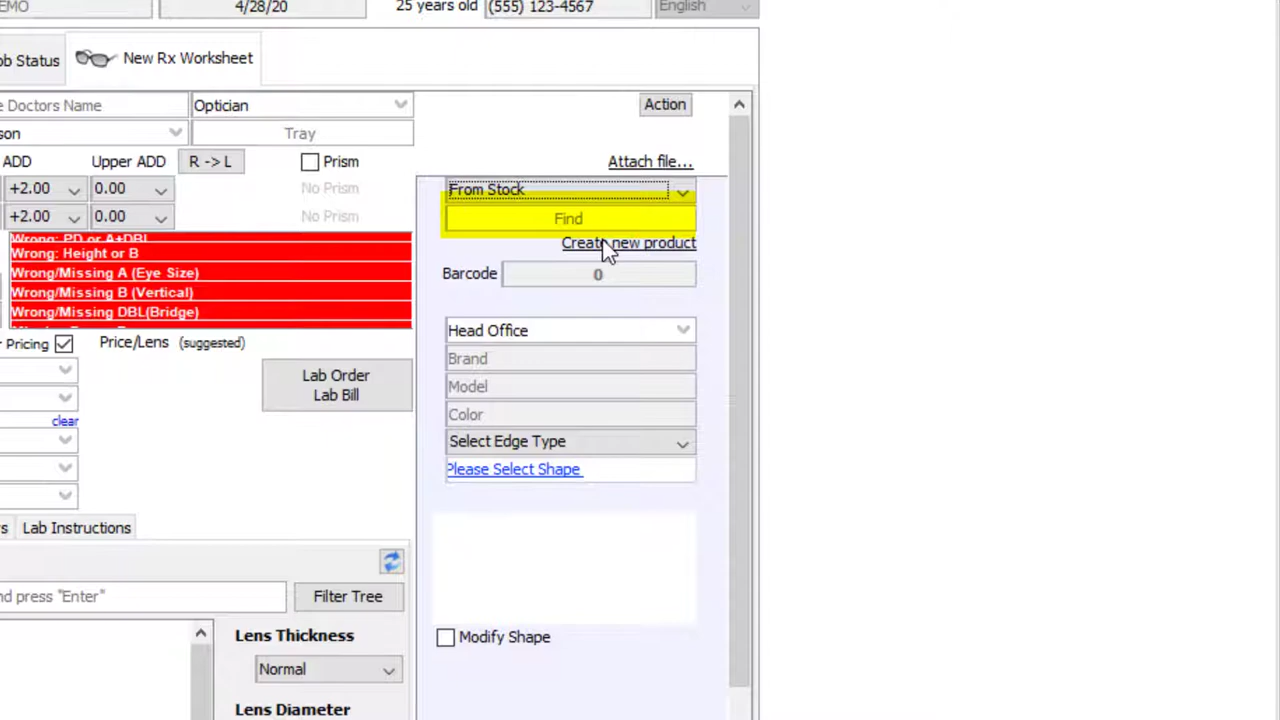 EMO 4/28/20 25 years old (555) 123-4567 English
ob Status New Rx Worksheet
e Doctors Name Optician Action
son Tray
ADD Upper ADD R -> L Prism Attach file...
+2.00 0.00 No Prism From Stock
+2.00 0.00 No Prism Find
Wrong: PD or A+DBL
Create new product
Wrong: Height or B
Wrong/Missing A (Eye Size) Barcode 0
Wrong/Missing B (Vertical)
Wrong/Missing DBL(Bridge)
Head Office
r Pricing Price/Lens (suggested)
Brand
Lab Order
Lab Bill
Model
Color
clear
Select Edge Type
Please Select Shape
rs Lab Instructions
nd press "Enter" Filter Tree
Lens Thickness Modify Shape
Normal
Lens Diameter